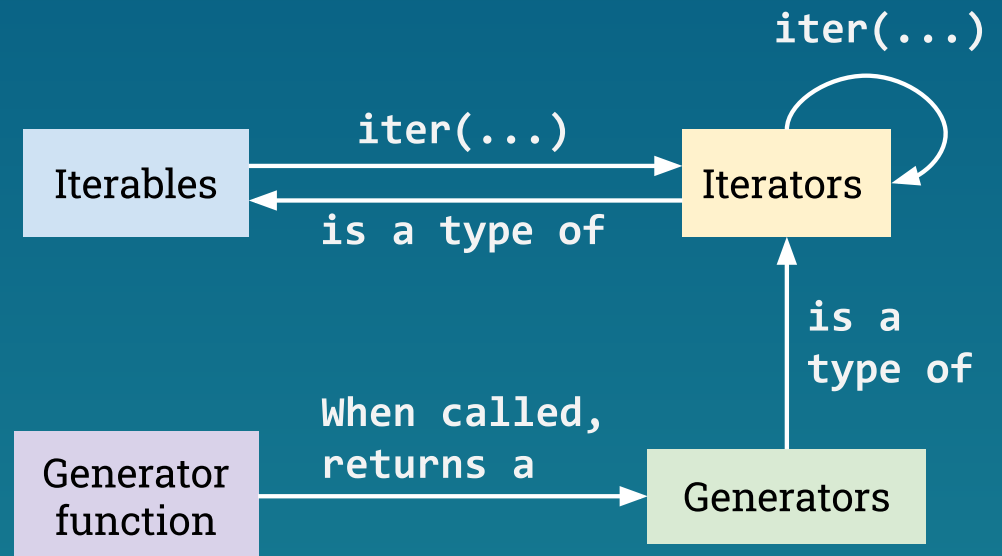 iter(...)
iter(...)
Iterables
Iterators
is a type of
is a
type of
When called,
returns a
Generator
function
Generators